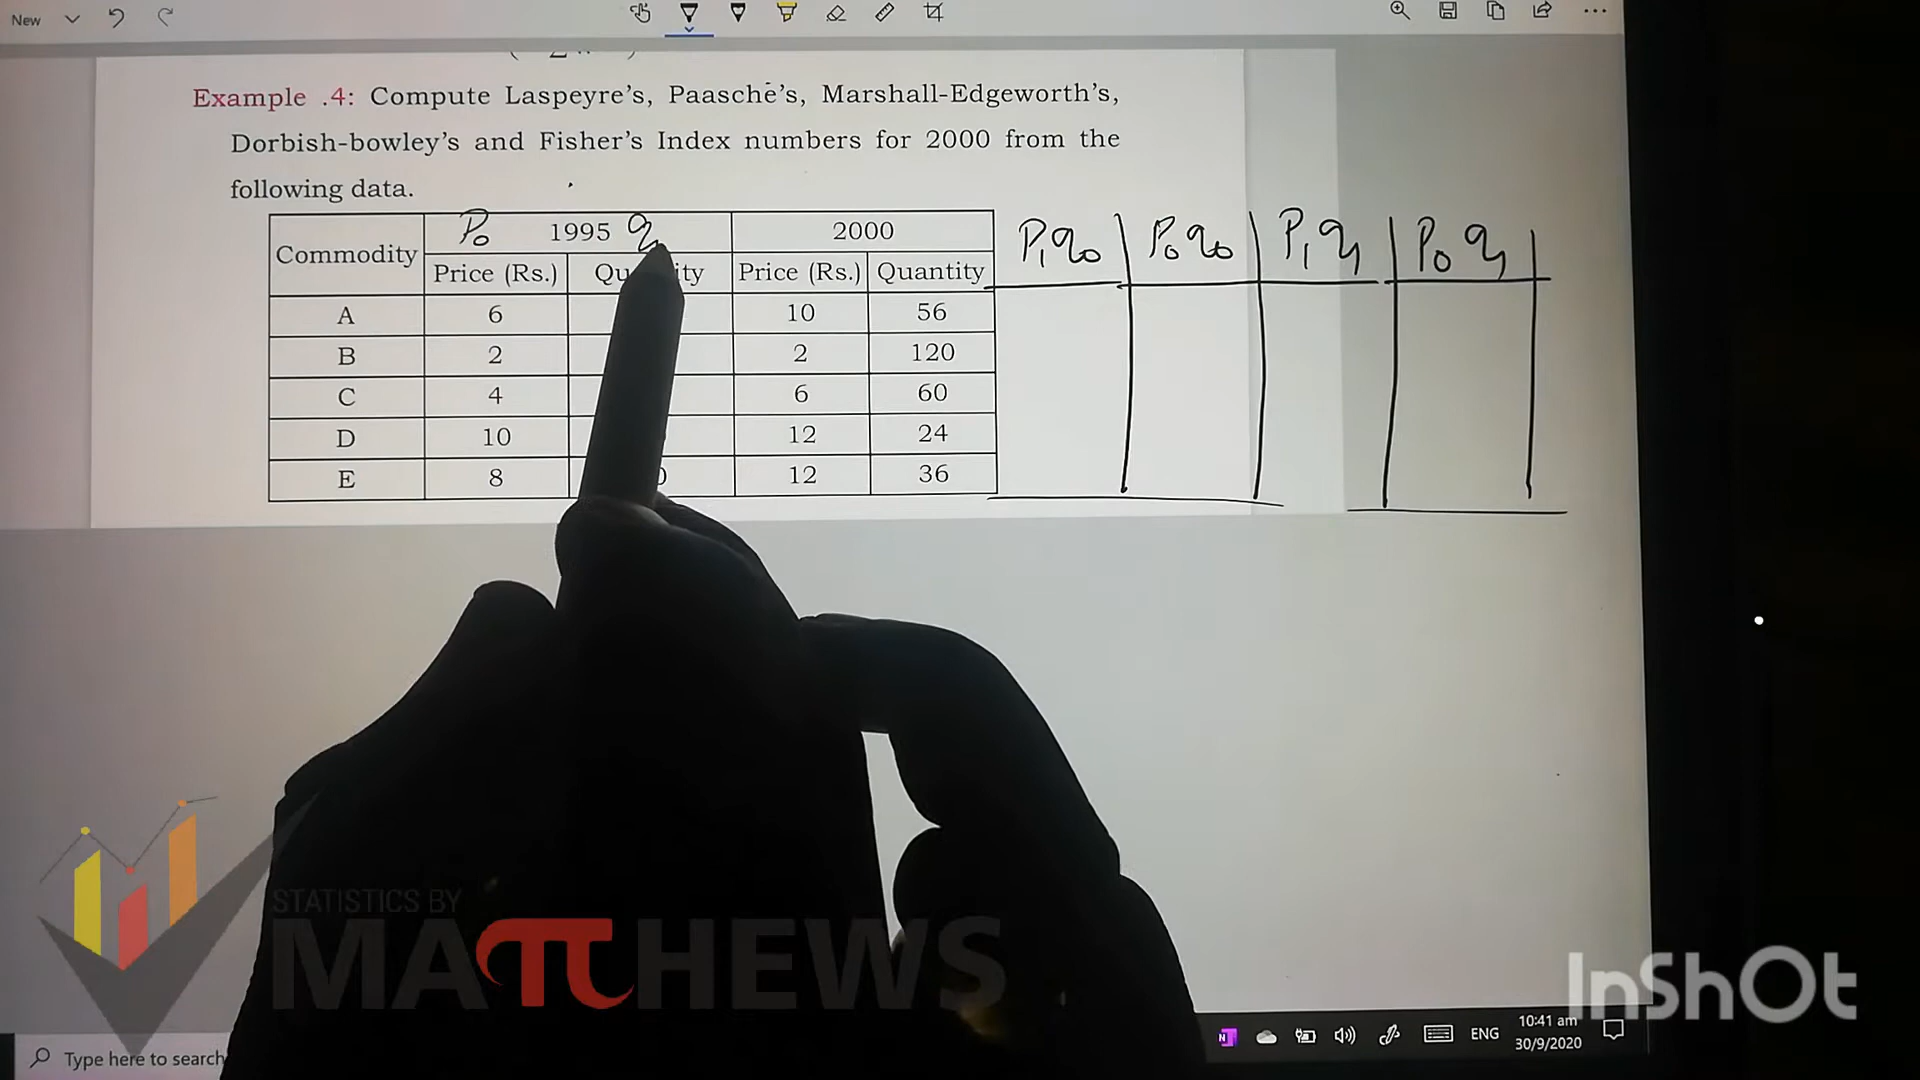 New
Example .4: Compute Laspeyre's, Paasche's, Marshall-Edgeworth's,
Dorbish-bowley's and Fisher's Index numbers for 2000 from the
following data.
Commodity P₀ 1995 q 2000 P₁q₀ P₀q₀ P₁q₁ P₀q₁
Price (Rs.) Price (Rs.) Quantity
A 6 10 56
B 2 2 120
C 4 6 60
D 10 12 24
E 8 12 36
STATISTICS BY
MATTHEWS
InShOt
Type here to search
ENG
10:41 am
30/9/2020